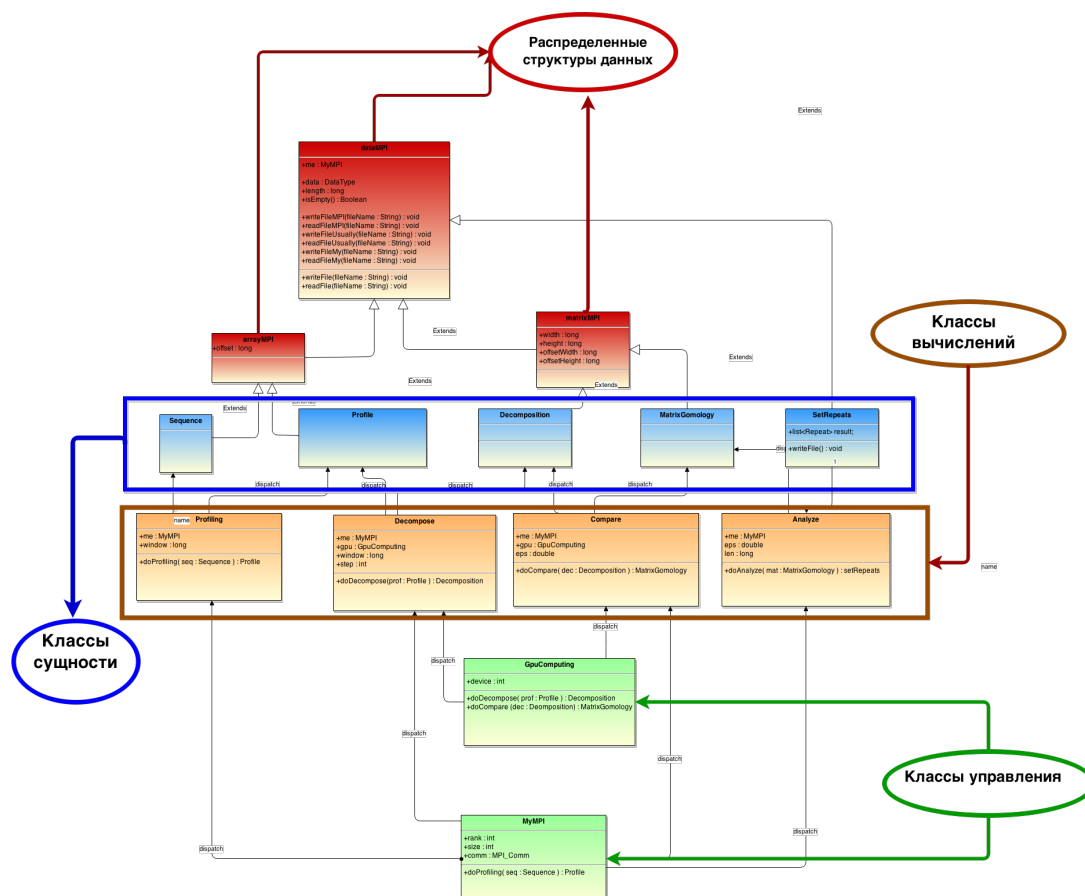 Распределенные
структуры данных
Extends
dataMPI
+me : MyMPI
+data : DataType
+length : long
+isEmpty() : Boolean
+writeFileMPI(fileName : String) : void
+readFileMPI(fileName : String) : void
+writeFileUsually(fileName : String) : void
+readFileUsually(fileName : String) : void
+writeFileMy(fileName : String) : void
+readFileMy(fileName : String) : void
+writeFile(fileName : String) : void
+readFile(fileName : String) : void
arrayMPI
+offset : long
Extends
matrixMPI
+width : long
+height : long
+offsetWidth : long
+offsetHeight : long
Классы
вычислений
Extends
Extends
Extends
Extends
Extends
Extends
Sequence
Profile
Decomposition
MatrixGomology
SetRepeats
+list<Repeat> result;
+writeFile() : void
1
disp
dispatch
dispatch
dispatch
dispatch
dispatch
name
Profiling
+me : MyMPI
+window : long
+doProfiling( seq : Sequence ) : Profile
Decompose
+me : MyMPI
+gpu : GpuComputing
+window : long
+step : int
+doDecompose(prof : Profile ) : Decomposition
Compare
+me : MyMPI
+gpu : GpuComputing
eps : double
+doCompare( dec : Decomposition ) : MatrixGomology
Analyze
+me : MyMPI
eps : double
len : long
+doAnalyze( mat : MatrixGomology ) : setRepeats
name
Классы
сущности
dispatch
dispatch
GpuComputing
+device : int
+doDecompose( prof : Profile ) : Decomposition
+doCompare (dec : Deomposition) : MatrixGomology
dispatch
dispatch
Классы управления
MyMPI
+rank : int
+size : int
+comm : MPI_Comm
+doProfiling( seq : Sequence ) : Profile
dispatch
dispatch